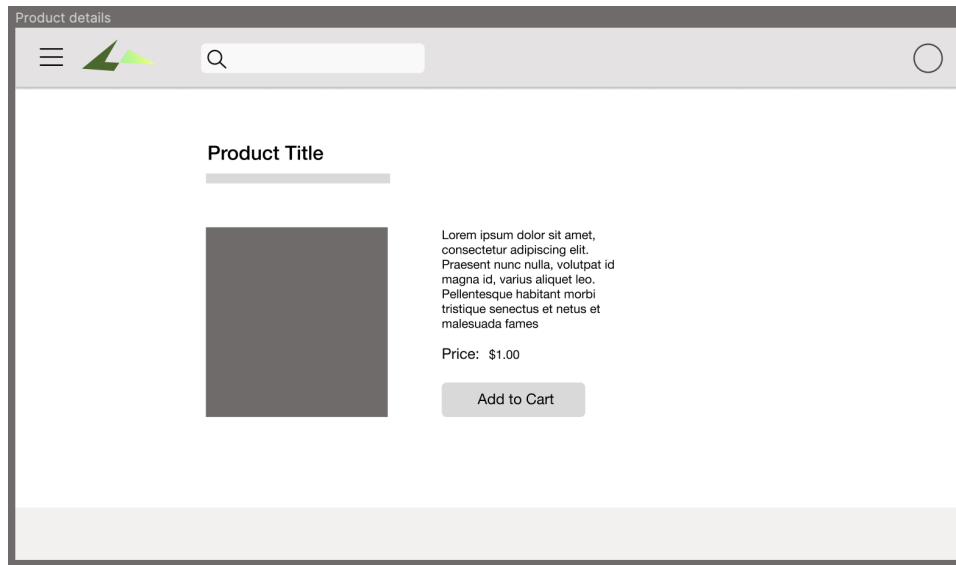 Product details
Product Title
Lorem ipsum dolor sit amet,
consectetur adipiscing elit.
Praesent nunc nulla, volutpat id
magna id, varius aliquet leo.
Pellentesque habitant morbi
tristique senectus et netus et
malesuada fames
Price: $1.00
Add to Cart